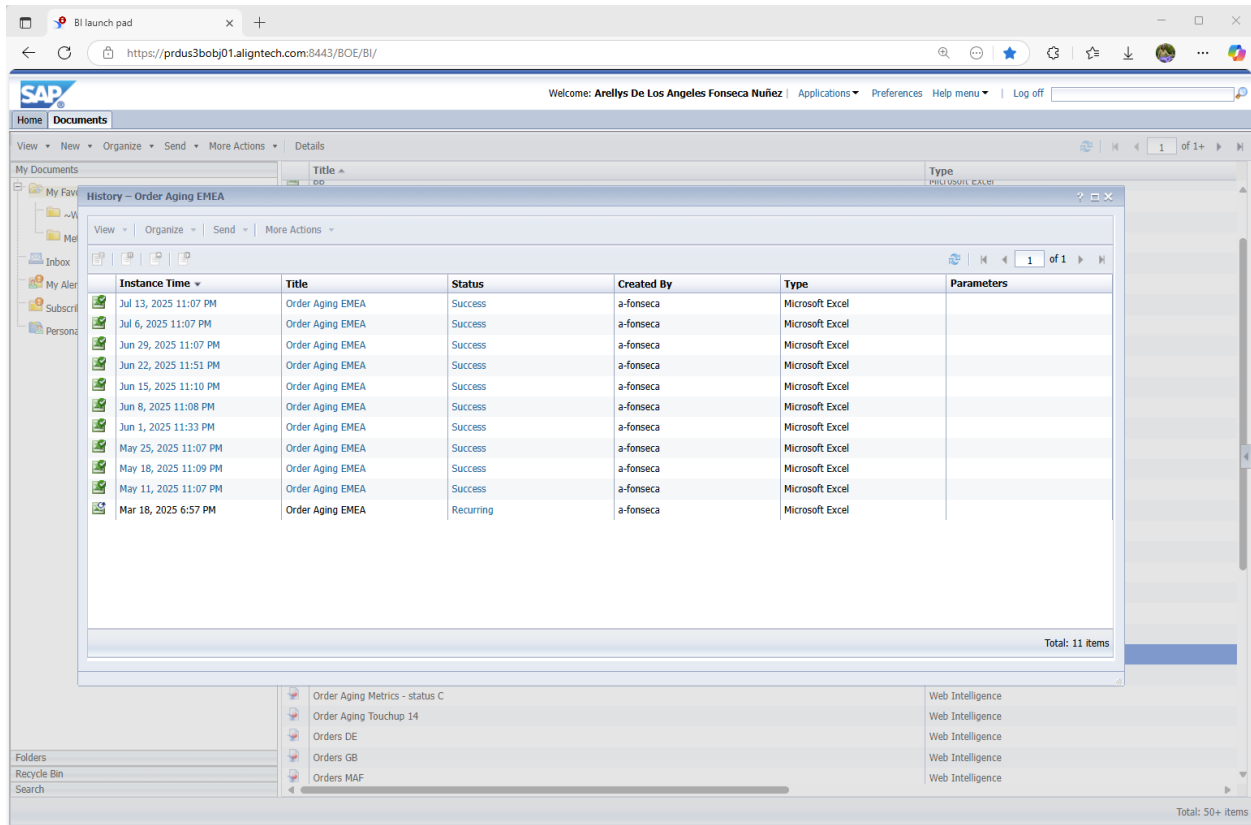 BI launch pad
https://prdus3bobj01.aligntech.com:8443/BOE/BI/
SAP
Welcome: Arellys De Los Angeles Fonseca Nuñez | Applications Preferences Help menu | Log off
Home Documents
View New Organize Send More Actions Details 1 of 1+
My Documents Title Type
My Fav
History – Order Aging EMEA
View Organize Send More Actions
1 of 1
Instance Time Title Status Created By Type Parameters
Jul 13, 2025 11:07 PM Order Aging EMEA Success a-fonseca Microsoft Excel
Jul 6, 2025 11:07 PM Order Aging EMEA Success a-fonseca Microsoft Excel
Jun 29, 2025 11:07 PM Order Aging EMEA Success a-fonseca Microsoft Excel
Jun 22, 2025 11:51 PM Order Aging EMEA Success a-fonseca Microsoft Excel
Jun 15, 2025 11:10 PM Order Aging EMEA Success a-fonseca Microsoft Excel
Jun 8, 2025 11:08 PM Order Aging EMEA Success a-fonseca Microsoft Excel
Jun 1, 2025 11:33 PM Order Aging EMEA Success a-fonseca Microsoft Excel
May 25, 2025 11:07 PM Order Aging EMEA Success a-fonseca Microsoft Excel
May 18, 2025 11:09 PM Order Aging EMEA Success a-fonseca Microsoft Excel
May 11, 2025 11:07 PM Order Aging EMEA Success a-fonseca Microsoft Excel
Mar 18, 2025 6:57 PM Order Aging EMEA Recurring a-fonseca Microsoft Excel
Total: 11 items
~W
Met
Inbox
My Aler
Subscri
Persona
Order Aging Metrics - status C Web Intelligence
Order Aging Touchup 14 Web Intelligence
Orders DE Web Intelligence
Orders GB Web Intelligence
Orders MAF Web Intelligence
Folders
Recycle Bin
Search
Total: 50+ items